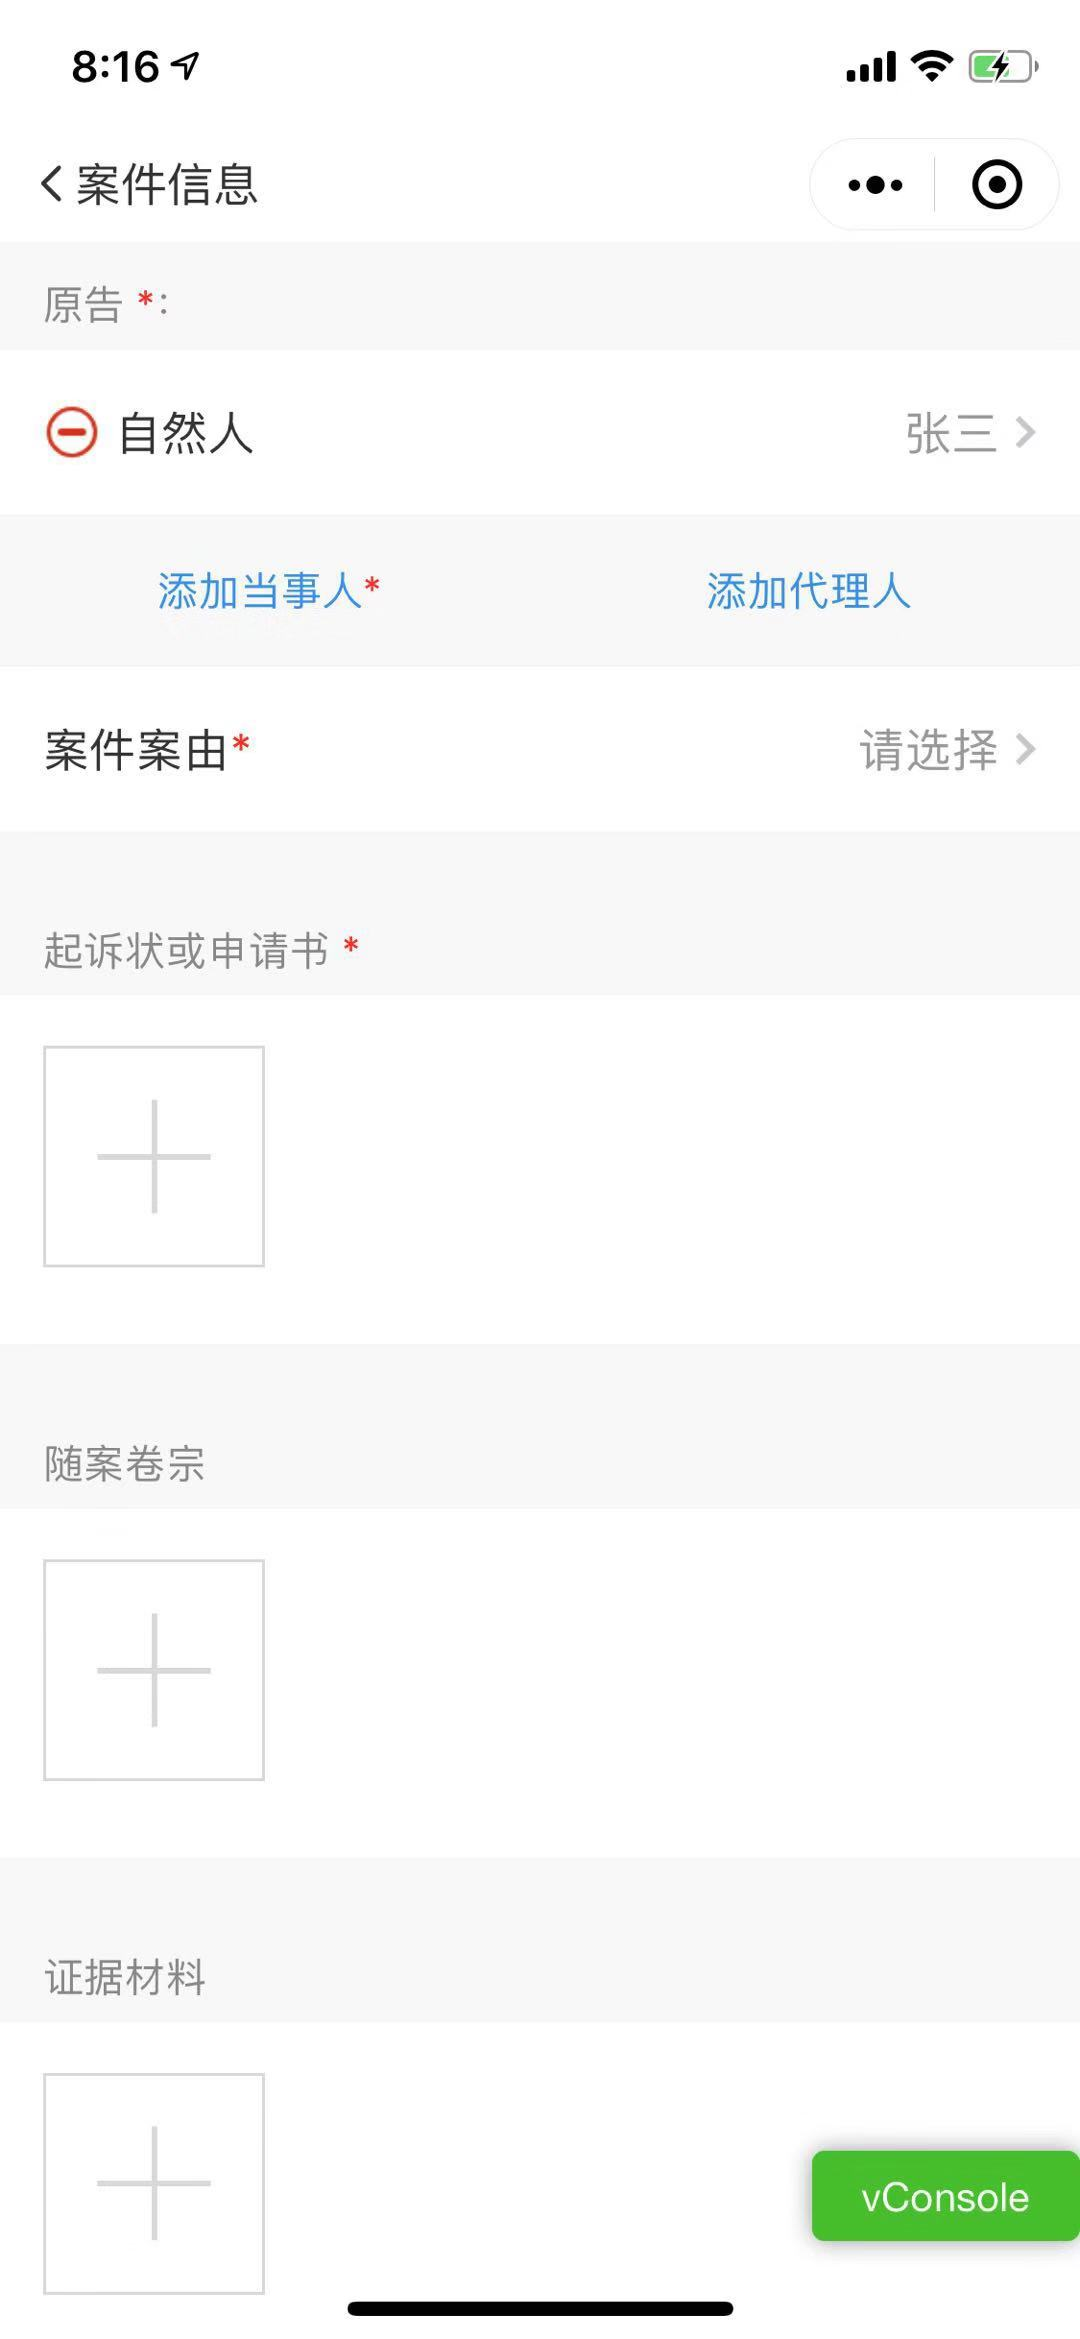 8:16
案件信息
原告 *:
自然人 张三
添加当事人* 添加代理人
案件案由* 请选择
起诉状或申请书 *
随案卷宗
证据材料
vConsole